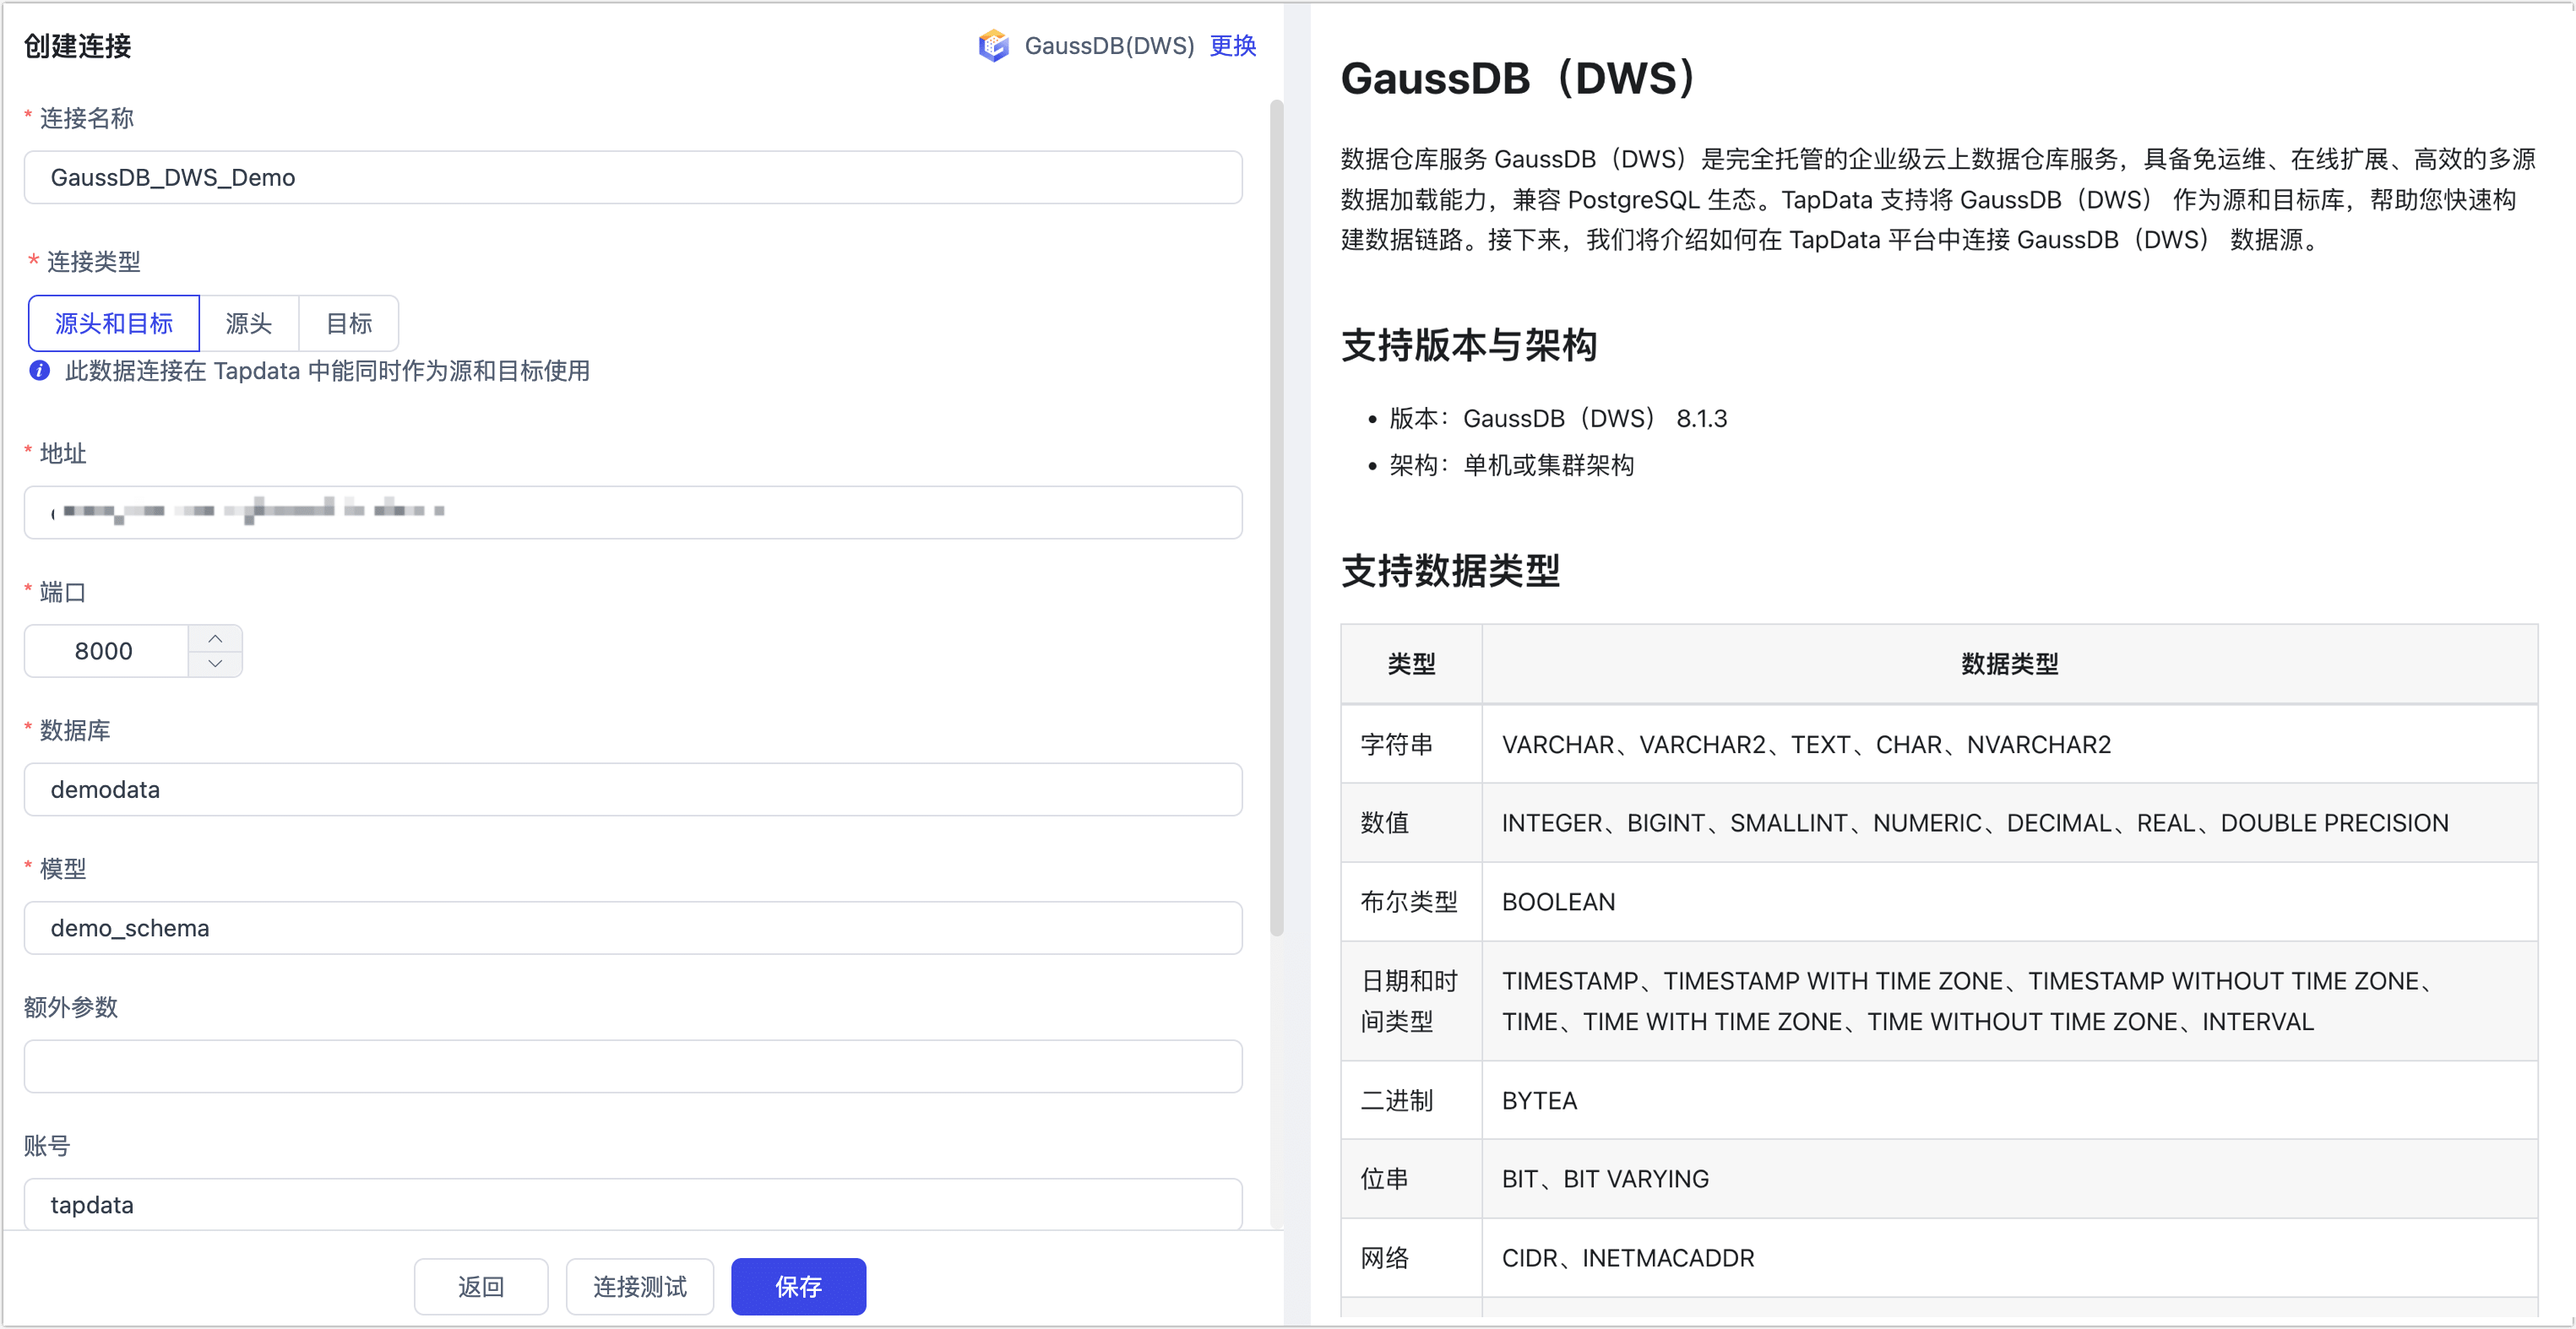 创建连接
GaussDB(DWS) 更换
* 连接名称
GaussDB_DWS_Demo
* 连接类型
源头和目标 源头 目标
此数据连接在 Tapdata 中能同时作为源和目标使用
* 地址
* 端口
8000
* 数据库
demodata
* 模型
demo_schema
额外参数
账号
tapdata
返回 连接测试 保存
GaussDB（DWS）
数据仓库服务 GaussDB（DWS）是完全托管的企业级云上数据仓库服务，具备免运维、在线扩展、高效的多源
数据加载能力，兼容 PostgreSQL 生态。TapData 支持将 GaussDB（DWS） 作为源和目标库，帮助您快速构
建数据链路。接下来，我们将介绍如何在 TapData 平台中连接 GaussDB（DWS） 数据源。
支持版本与架构
• 版本：GaussDB（DWS） 8.1.3
• 架构：单机或集群架构
支持数据类型
类型 数据类型
字符串 VARCHAR、VARCHAR2、TEXT、CHAR、NVARCHAR2
数值 INTEGER、BIGINT、SMALLINT、NUMERIC、DECIMAL、REAL、DOUBLE PRECISION
布尔类型 BOOLEAN
日期和时 TIMESTAMP、TIMESTAMP WITH TIME ZONE、TIMESTAMP WITHOUT TIME ZONE、
间类型 TIME、TIME WITH TIME ZONE、TIME WITHOUT TIME ZONE、INTERVAL
二进制 BYTEA
位串 BIT、BIT VARYING
网络 CIDR、INETMACADDR